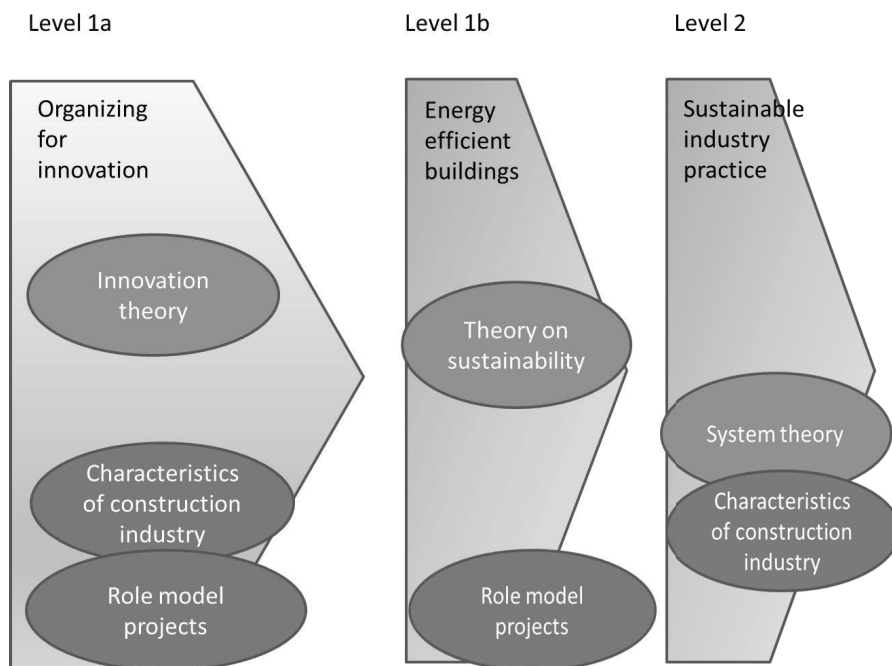 Level 1a
Level 1b
Level 2
Organizing
for
innovation
Innovation
theory
Characteristics
of construction
industry
Role model
projects
Energy
efficient
buildings
Theory on
sustainability
Role model
projects
Sustainable
industry
practice
System theory
Characteristics
of construction
industry